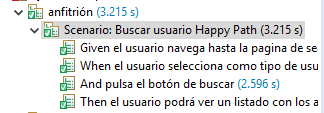 anfitrión (3.215 s)
Scenario: Buscar usuario Happy Path (3.215 s)
Given el usuario navega hasta la pagina de se
When el usuario selecciona como tipo de usu
And pulsa el botón de buscar (2.596 s)
Then el usuario podrá ver un listado con los a